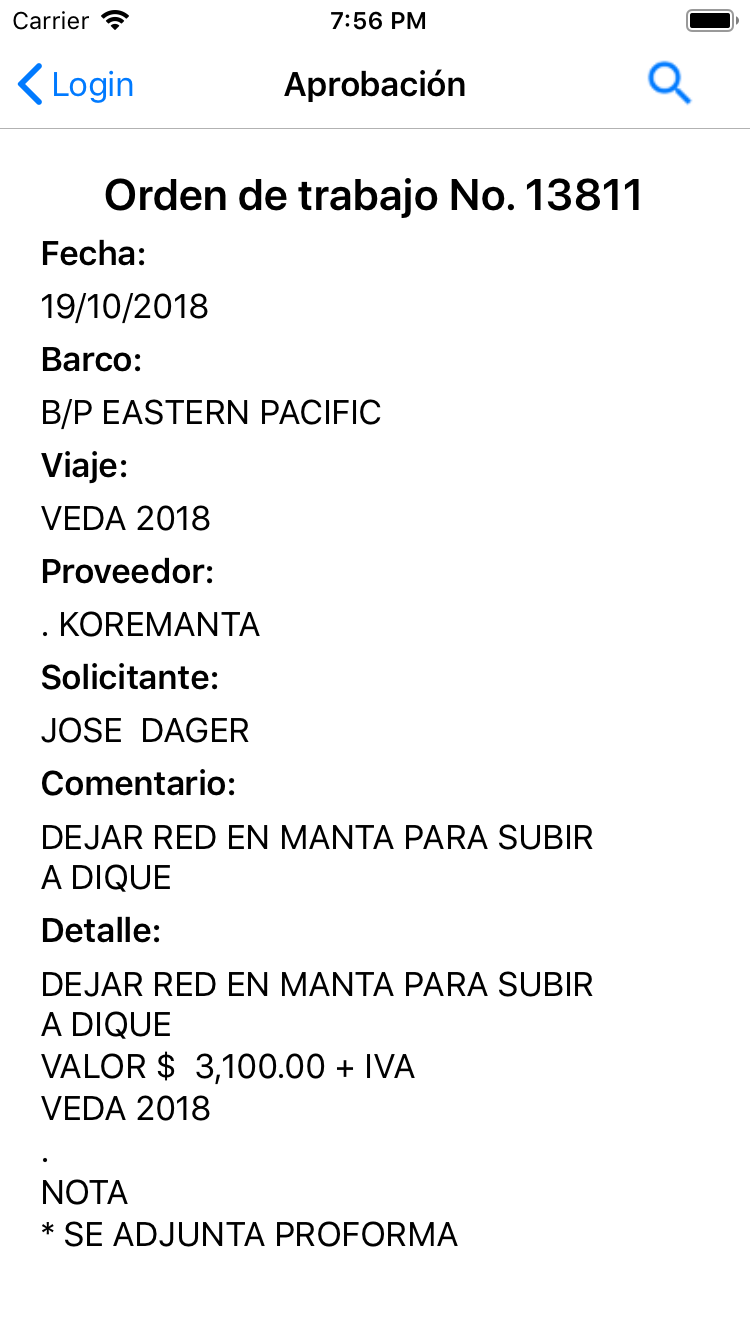 Carrier 7:56 PM
Login Aprobación
Orden de trabajo No. 13811
Fecha:
19/10/2018
Barco:
B/P EASTERN PACIFIC
Viaje:
VEDA 2018
Proveedor:
. KOREMANTA
Solicitante:
JOSE  DAGER
Comentario:
DEJAR RED EN MANTA PARA SUBIR
A DIQUE
Detalle:
DEJAR RED EN MANTA PARA SUBIR
A DIQUE
VALOR $  3,100.00 + IVA
VEDA 2018
.
NOTA
* SE ADJUNTA PROFORMA